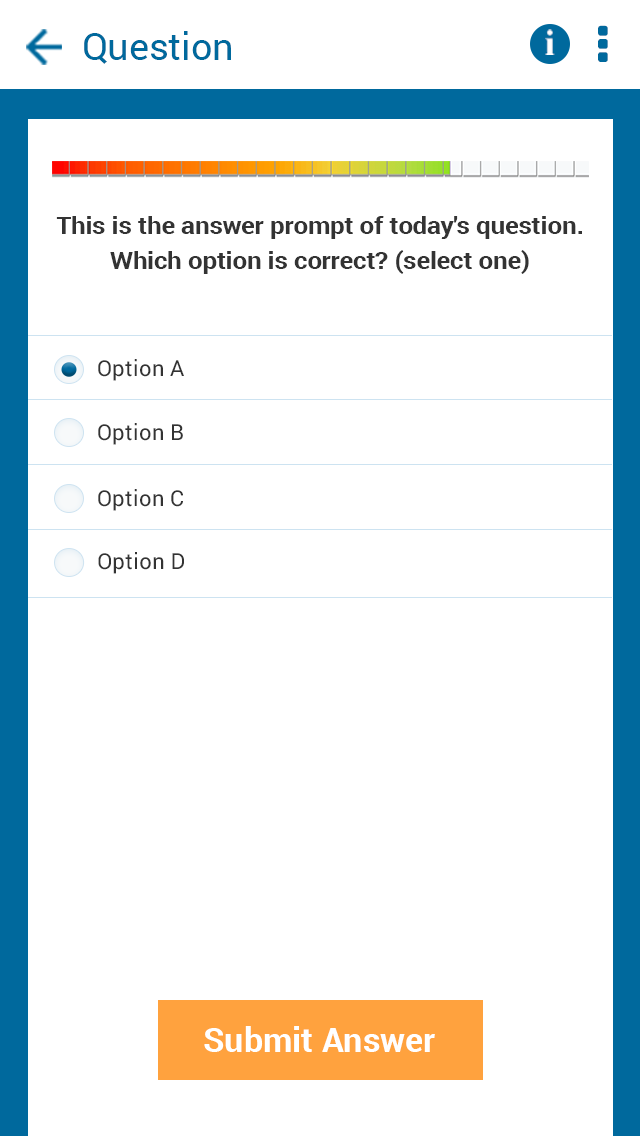 Question
This is the answer prompt of today's question.
Which option is correct? (select one)
Option A
Option B
Option C
Option D
Submit Answer